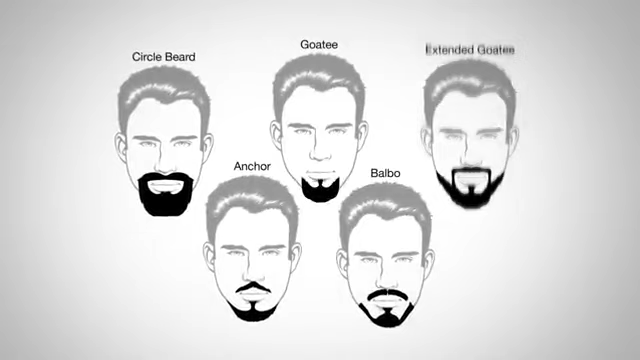 Circle Beard
Goatee
Extended Goatee
Anchor
Balbo